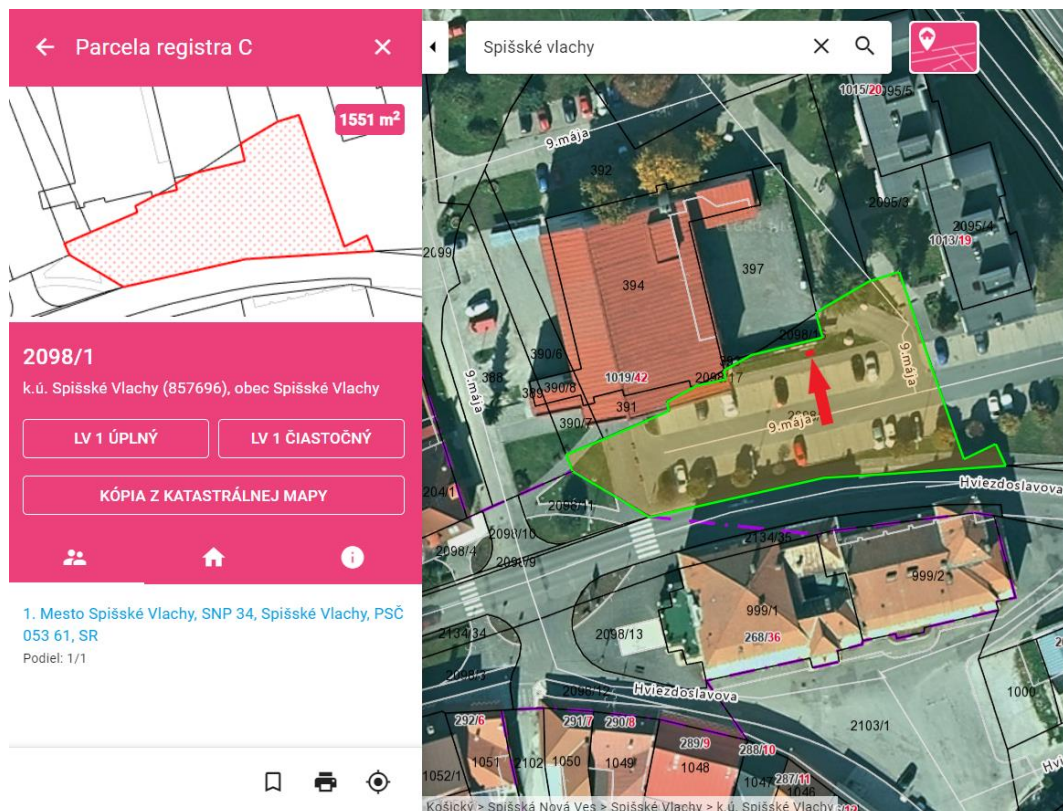 Parcela registra C
1551 m²
2098/1
k.ú. Spišské Vlachy (857696), obec Spišské Vlachy
LV 1 ÚPLNÝ
LV 1 ČIASTOČNÝ
KÓPIA Z KATASTRÁLNEJ MAPY
1. Mesto Spišské Vlachy, SNP 34, Spišské Vlachy, PSČ
053 61, SR
Podiel: 1/1
Spišské vlachy
1015/20
2095/5
9.mája
392
2095/3
2095/4
1013/19
2099
397
394
390/6
388
389
390/8
1019/42
2098/17
391
390/7
9.mája
9.mája
9.mája
Hviezdoslavova
204/1
2098/11
2098/10
2098/4
2098/9
2134/35
999/2
999/1
268/36
2098/13
2134/34
2098/12
Hviezdoslavova
2103/1
1000
292/6
291/7
290/8
289/9
288/10
287/11
1052/1
1051
2102
1050
1049
1048
1047
1046
Košický > Spišská Nová Ves > Spišské Vlachy > k.ú. Spišské Vlachy